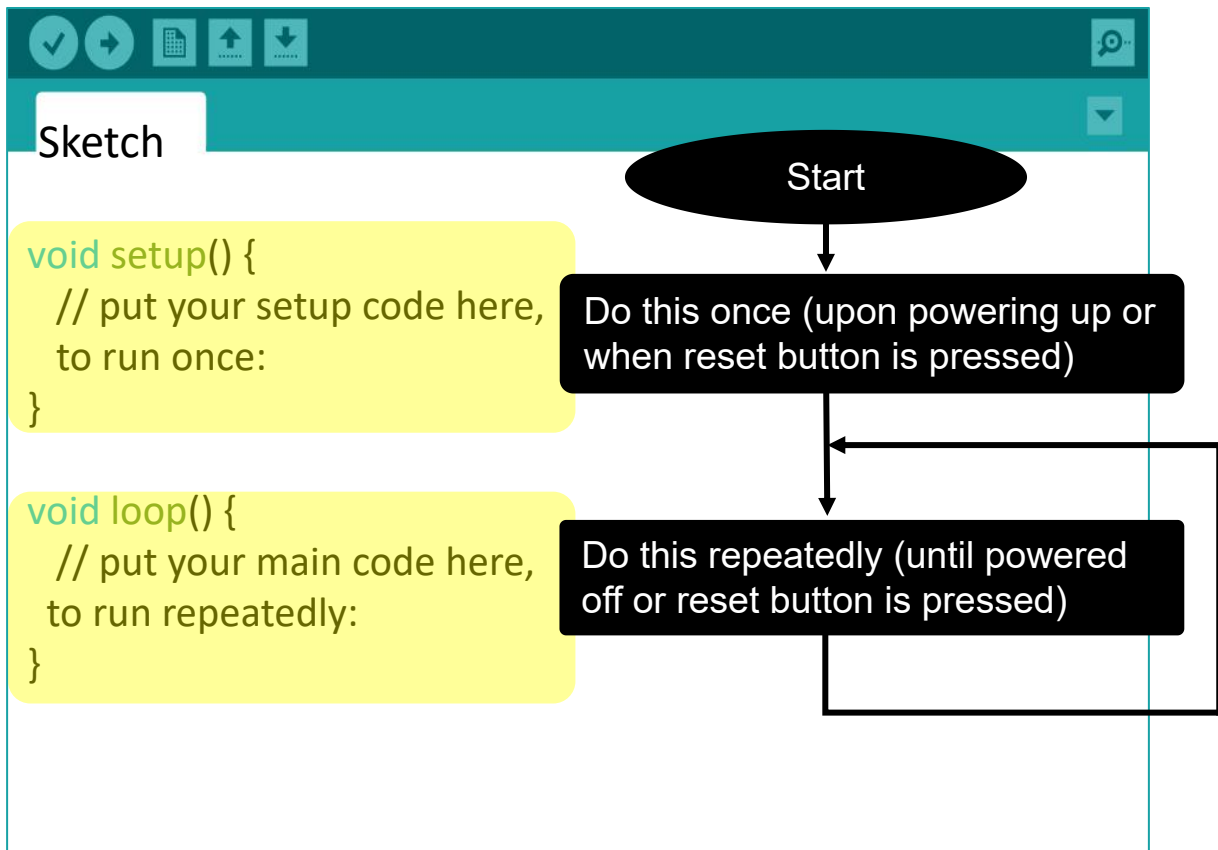 Sketch
Start
void setup() {
// put your setup code here,
to run once:
}
Do this once (upon powering up or
when reset button is pressed)
void loop() {
// put your main code here,
to run repeatedly:
}
Do this repeatedly (until powered
off or reset button is pressed)